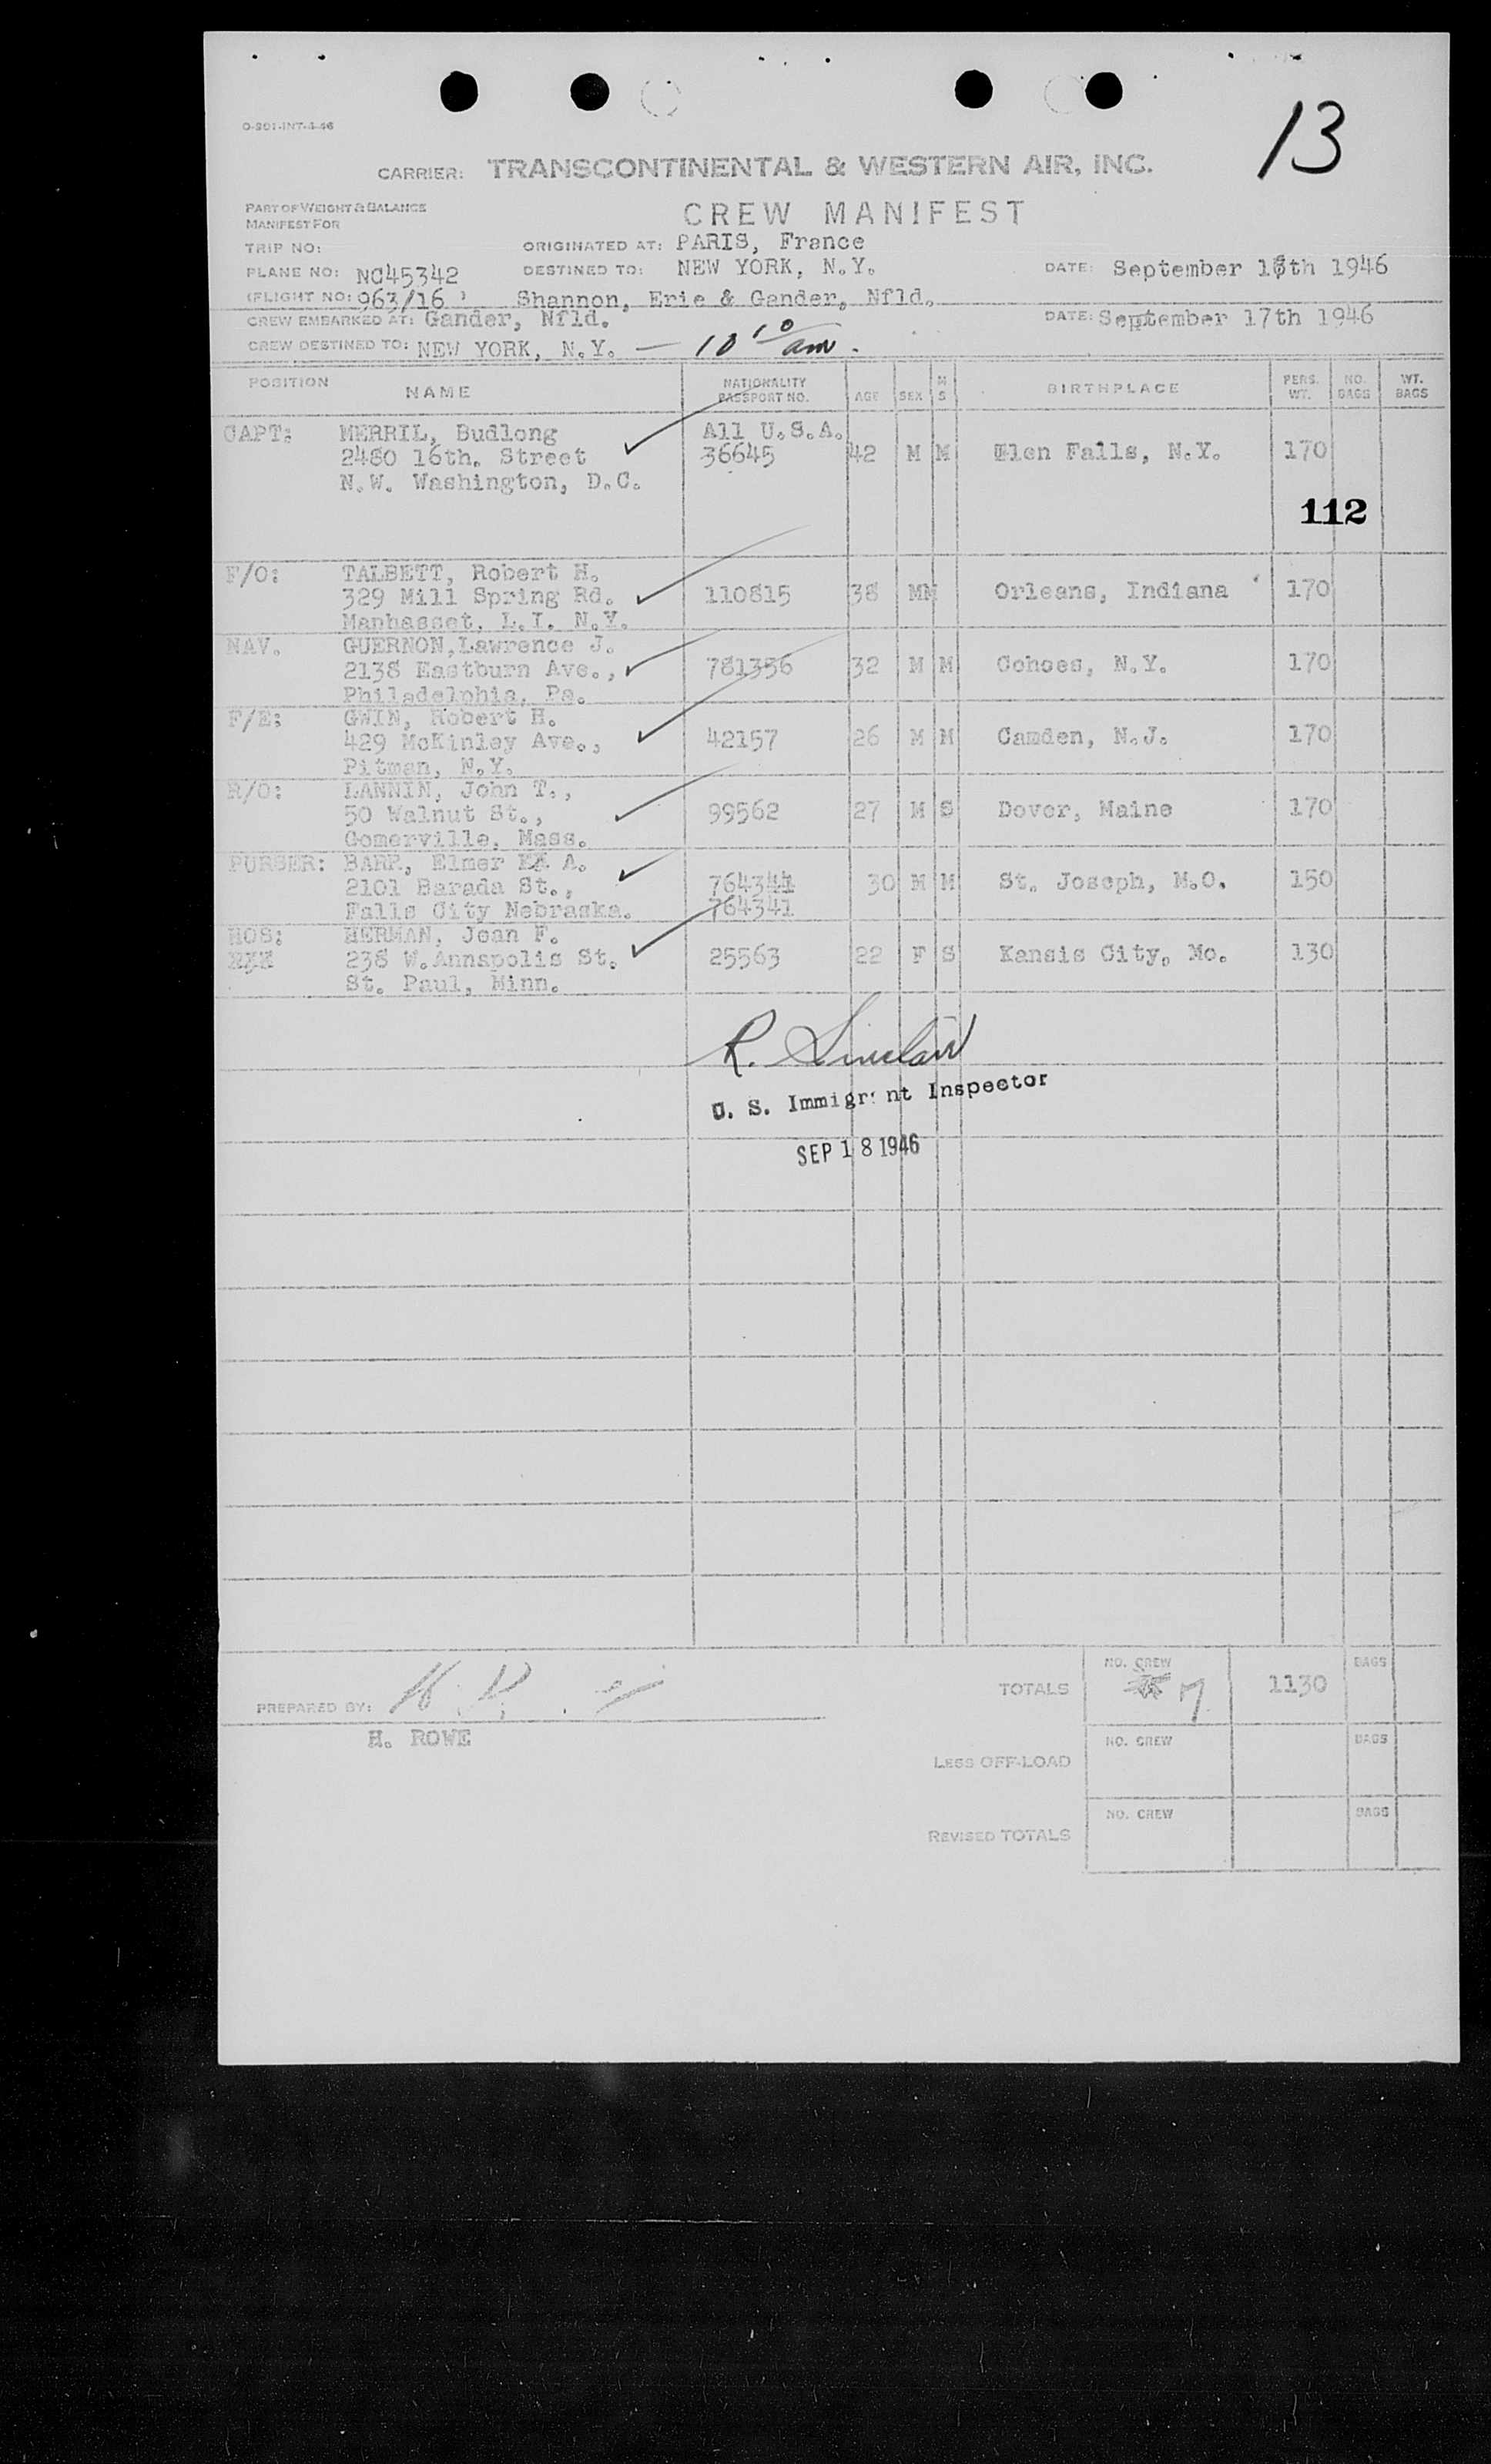 O-201-INT-4-46
13
CARRIER: TRANSCONTINENTAL & WESTERN AIR, INC.
PART OF WEIGHT & BALANCE
MANIFEST FOR
CREW MANIFEST
TRIP NO: ORIGINATED AT: PARIS, France
PLANE NO: NC45342 DESTINED TO: NEW YORK, N.Y. DATE: September 18th 1946
(FLIGHT NO: 963/16 ) Shannon, Erie & Gander, Nfld.
CREW EMBARKED AT: Gander, Nfld. DATE: September 17th 1946
CREW DESTINED TO: NEW YORK, N.Y. — 10 10 am.
POSITION NAME NATIONALITY PASSPORT NO. AGE SEX M S BIRTHPLACE PERS. WT. NO. BAGS WT. BAGS
CAPT: MERRIL, Budlong All U.S.A.
2480 16th. Street 36645 42 M M Glen Falls, N.Y. 170
N.W. Washington, D.C.
112
F/O: TALBETT, Robert H.
329 Mill Spring Rd. 110815 38 M M Orleans, Indiana 170
Manhasset, L.I. N.Y.
NAV. GUERNON, Lawrence J.
2138 Eastburn Ave., 781356 32 M M Cohoes, N.Y. 170
Philadelphia, Pa.
F/E: GWIN, Robert H.
429 McKinley Ave., 42157 26 M M Camden, N.J. 170
Pitman, N.Y.
R/O: LANNIN, John T.,
50 Walnut St., 99562 27 M S Dover, Maine 170
Gomerville, Mass.
PURSER: BARR, Elmer A.
2101 Barada St., 764344 30 M M St. Joseph, M.O. 150
Falls City Nebraska. 764341
HOS: HERMAN, Jean F.
238 W. Annapolis St. 25563 22 F S Kansis City, Mo. 130
St. Paul, Minn.
R. Sinclair
U. S. Immigrant Inspector
SEP 18 1946
TOTALS NO. CREW 7 1130 BAGS
PREPARED BY:
H. ROWE
LESS OFF-LOAD NO. CREW BAGS
REVISED TOTALS NO. CREW BAGS